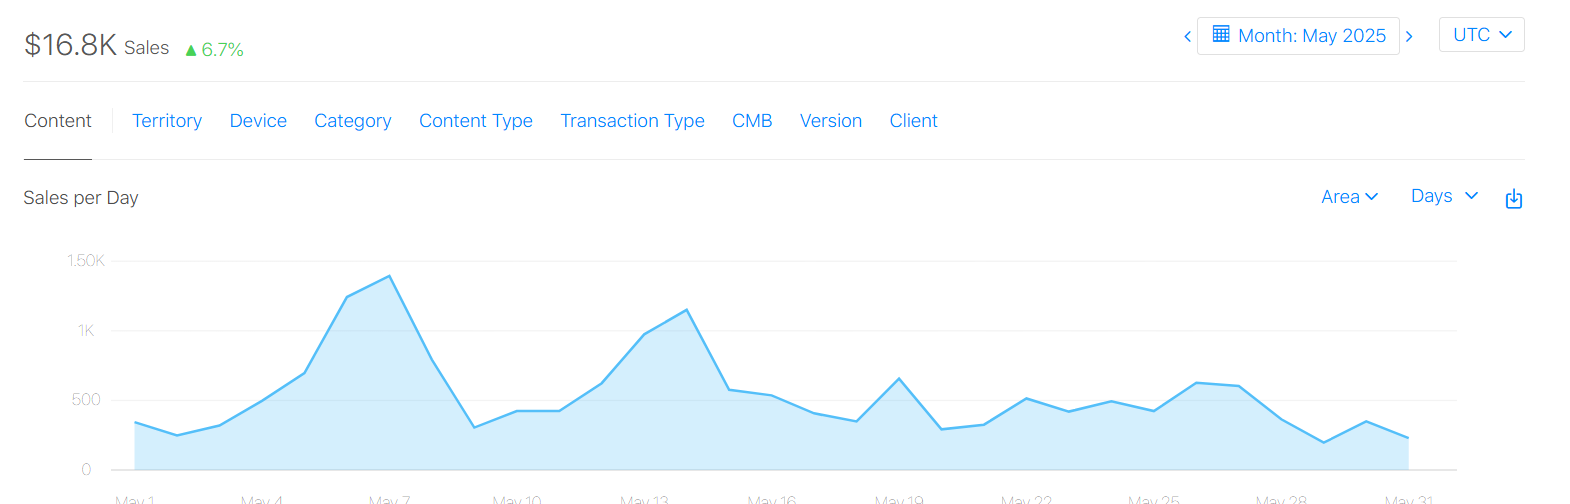 $16.8K Sales ▲ 6.7%
Month: May 2025
UTC
Content Territory Device Category Content Type Transaction Type CMB Version Client
Sales per Day
Area
Days
1.50K
1K
500
0
May 1 May 4 May 7 May 10 May 13 May 16 May 19 May 22 May 25 May 28 May 31